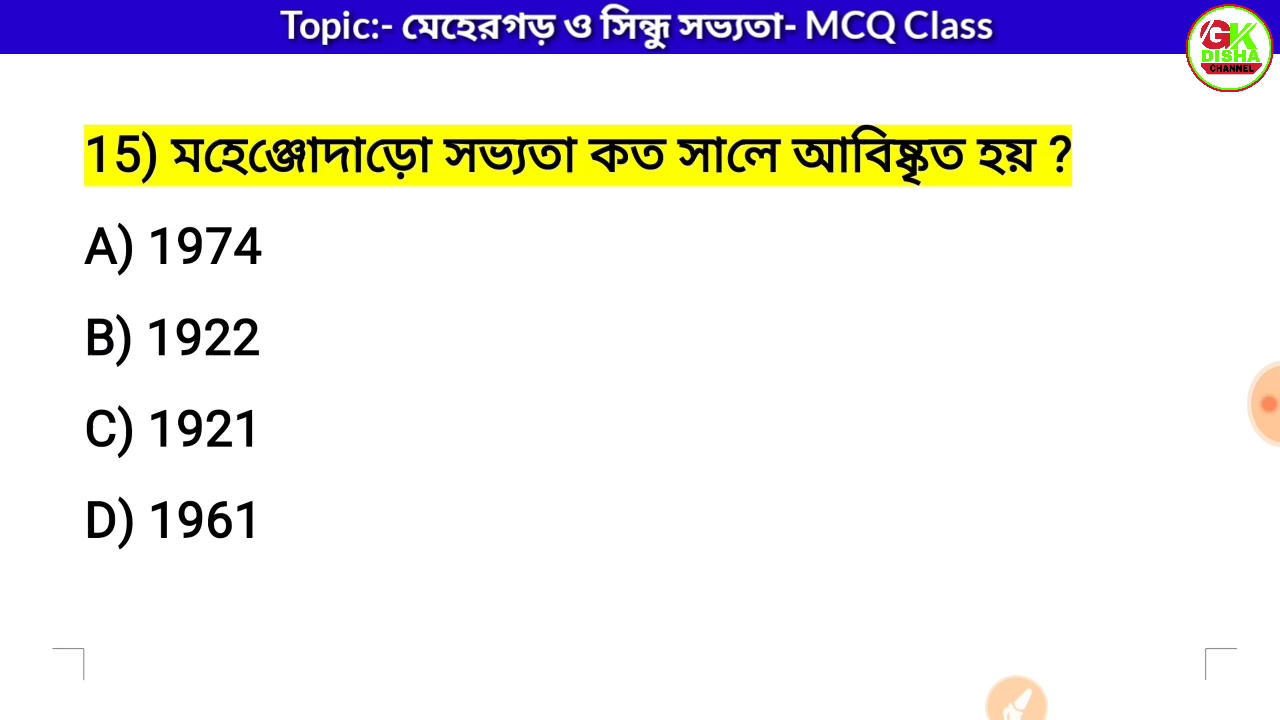 Topic:- মেহেরগড় ও সিন্ধু সভ্যতা- MCQ Class
GK
DISHA
CHANNEL
15) মহেঞ্জোদাড়ো সভ্যতা কত সালে আবিষ্কৃত হয় ?
A) 1974
B) 1922
C) 1921
D) 1961